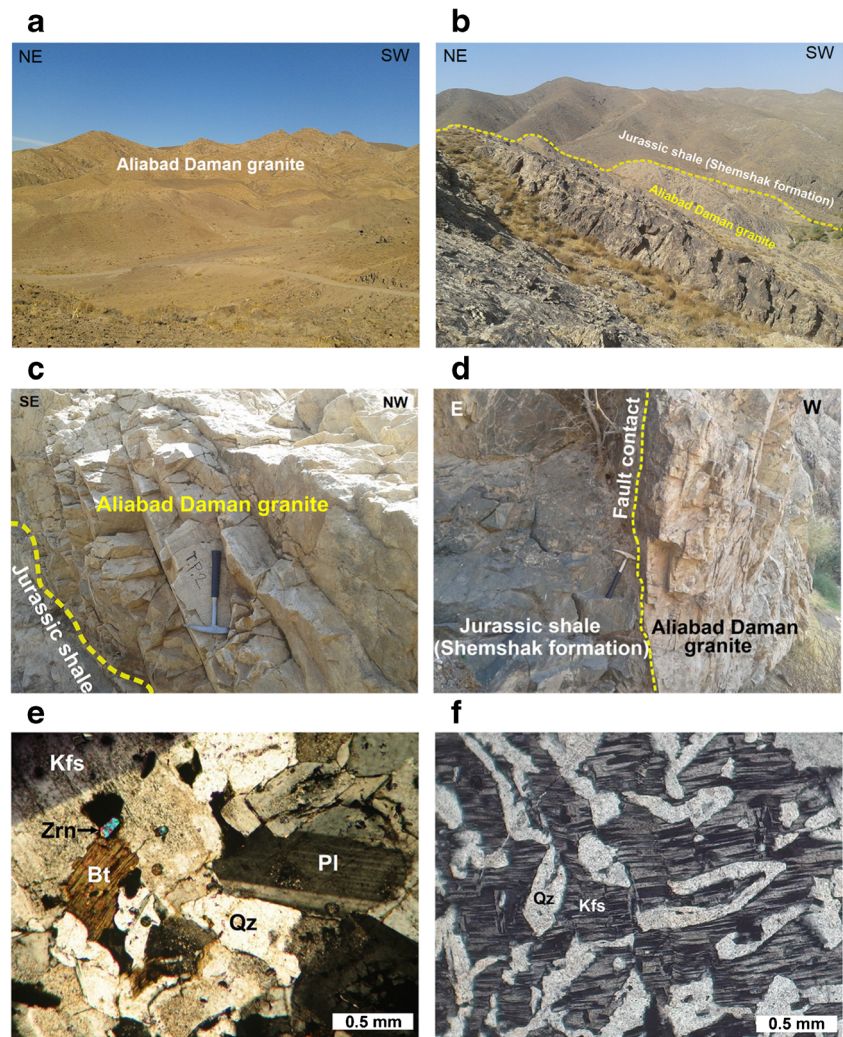 a
NE
SW
Aliabad Daman granite
b
NE
SW
Jurassic shale (Shemshak formation)
Aliabad Daman granite
c
SE
NW
Aliabad Daman granite
Jurassic shale
d
E
W
Fault contact
Jurassic shale
(Shemshak formation)
Aliabad Daman
granite
e
Kfs
Zrn
Bt
Pl
Qz
0.5 mm
f
Qz
Kfs
0.5 mm